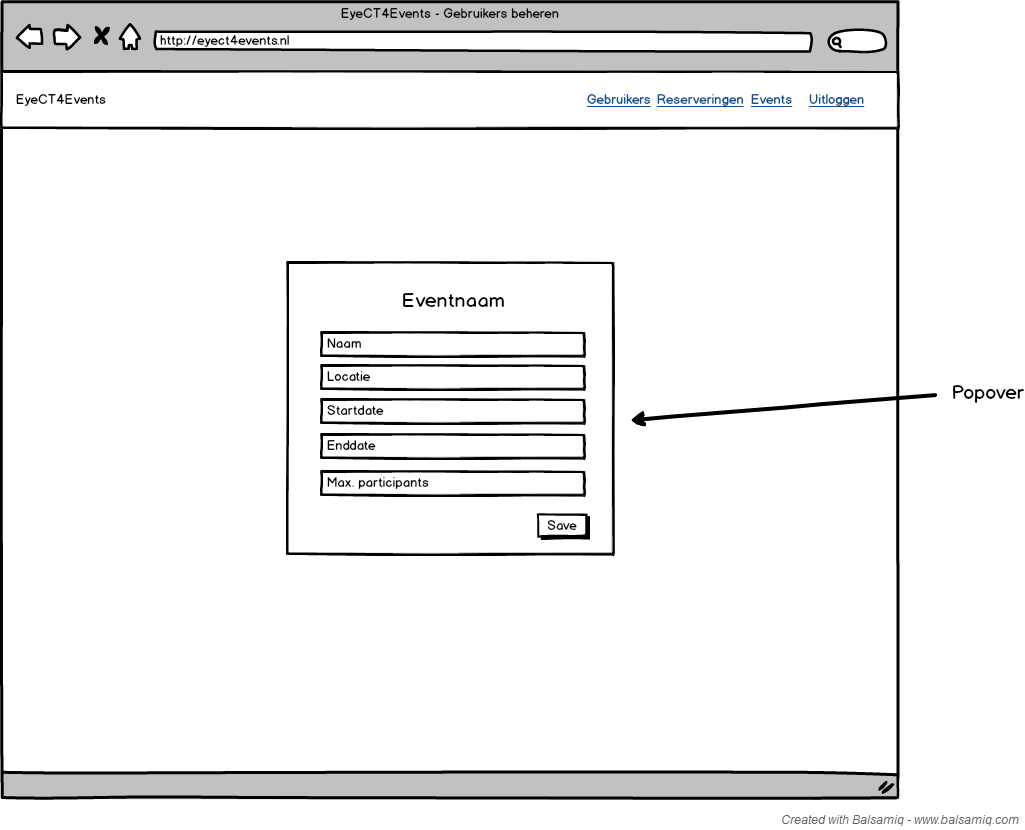 EyeCT4Events - Gebruikers beheren
http://eyect4events.nl
EyeCT4Events Gebruikers Reserveringen Events Uitloggen
Eventnaam
Naam
Locatie
Popover
Startdate
Enddate
Max. participants
Save
Created with Balsamiq - www.balsamiq.com